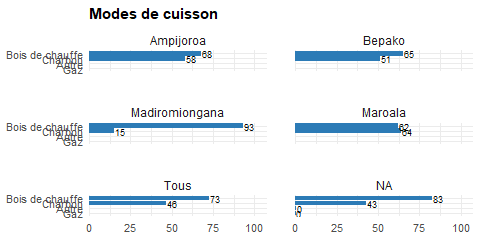 Modes de cuisson
Ampijoroa
Bepako
Bois de chauffe
Charbon
Autre
Gaz
68
58
65
51
Madiromiongana
Maroala
Bois de chauffe
Charbon
Autre
Gaz
93
15
62
64
Tous
NA
Bois de chauffe
Charbon
Autre
Gaz
73
46
83
43
0
0
0 25 50 75 100
0 25 50 75 100